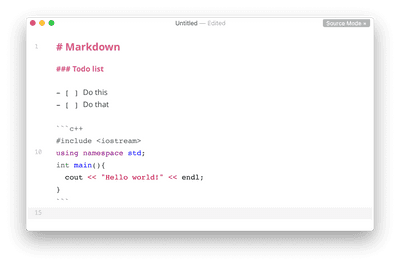 Untitled — Edited
Source Mode +
1 # Markdown
### Todo list
- [ ] Do this
- [ ] Do that
```c++
#include <iostream>
10 using namespace std;
int main(){
cout << "Hello world!" << endl;
}
```
15